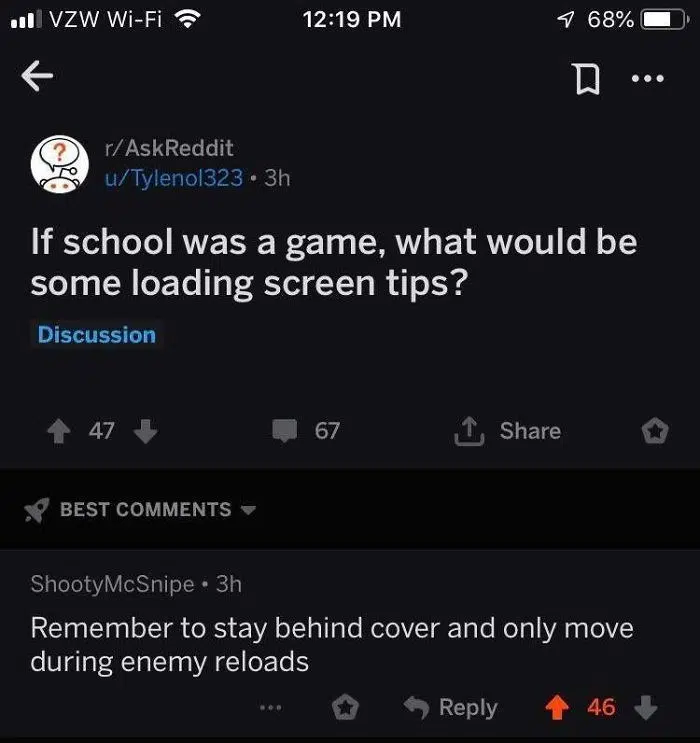 VZW Wi-Fi 12:19 PM 68%
r/AskReddit
u/Tylenol323 • 3h
If school was a game, what would be
some loading screen tips?
Discussion
47 67 Share
BEST COMMENTS
ShootyMcSnipe • 3h
Remember to stay behind cover and only move
during enemy reloads
... Reply 46